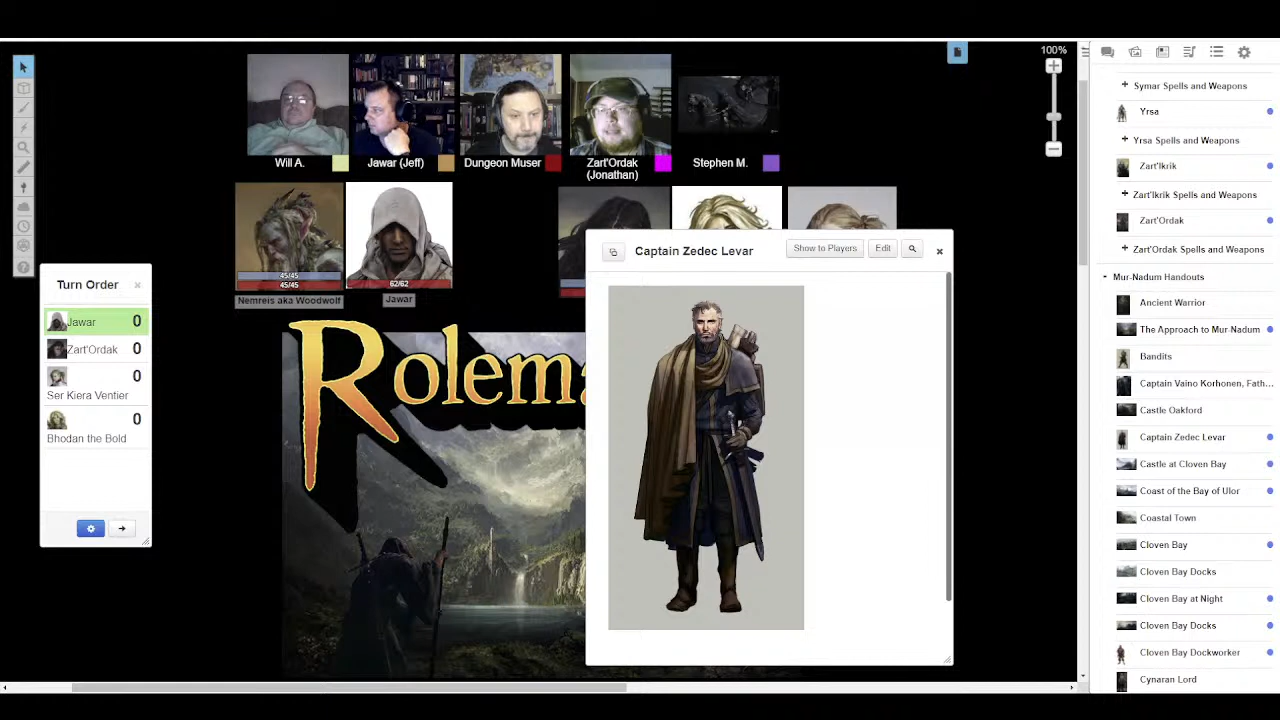 100%
Will A.
Jawar (Jeff)
Dungeon Muser
Zart'Ordak
(Jonathan)
Stephen M.
45/45
45/45
Nemreis aka Woodwolf
62/62
Jawar
Turn Order
×
Jawar 0
Zart'Ordak 0
0
Ser Kiera Ventier
0
Bhodan the Bold
Rolem
Captain Zedec Levar
Show to Players
Edit
×
Symar Spells and Weapons
Yrsa
Yrsa Spells and Weapons
Zart'Ikrik
Zart'Ikrik Spells and Weapons
Zart'Ordak
Zart'Ordak Spells and Weapons
Mur-Nadum Handouts
Ancient Warrior
The Approach to Mur-Nadum
Bandits
Captain Vaino Korhonen, Fath...
Castle Oakford
Captain Zedec Levar
Castle at Cloven Bay
Coast of the Bay of Ulor
Coastal Town
Cloven Bay
Cloven Bay Docks
Cloven Bay at Night
Cloven Bay Docks
Cloven Bay Dockworker
Cynaran Lord